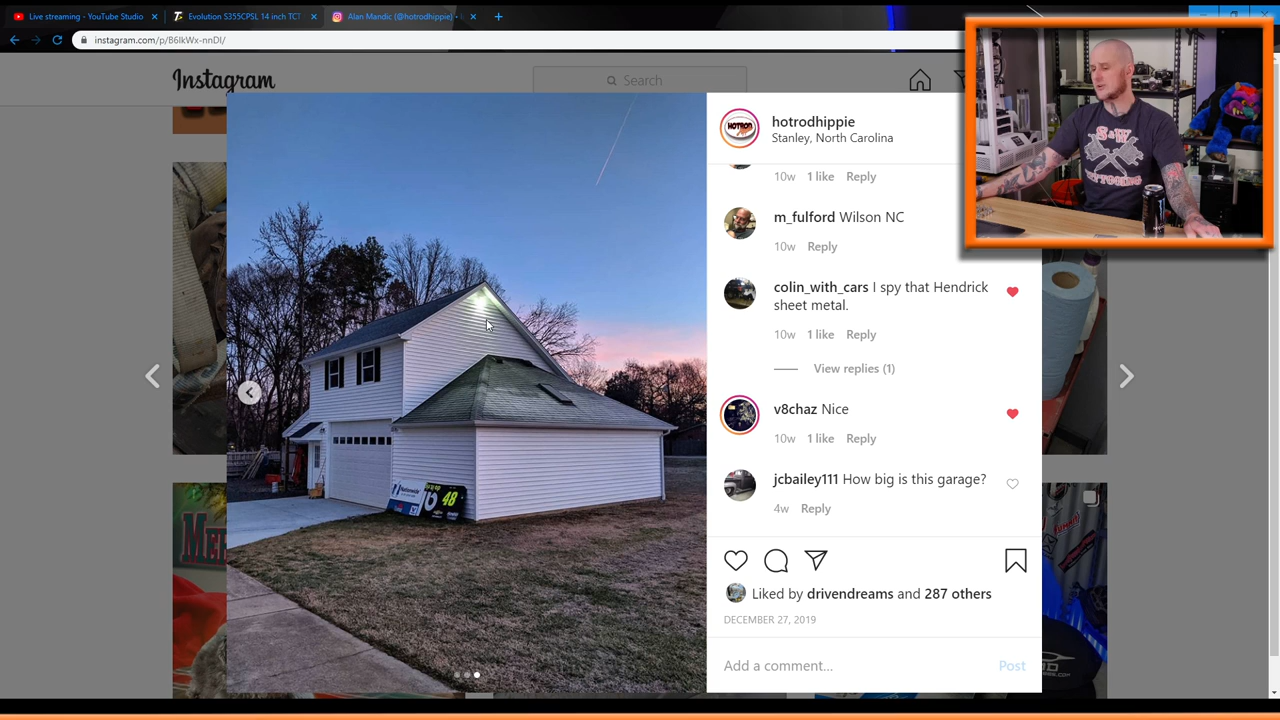 Live streaming - YouTube Studio
Evolution S355CPSL 14 inch TCT
Alan Mandic (@hotrodhippie) •
instagram.com/p/B6lkWx-nnDI/
Instagram
Search
hotrodhippie
Stanley, North Carolina
10w 1 like Reply
m_fulford Wilson NC
10w Reply
colin_with_cars I spy that Hendrick
sheet metal.
10w 1 like Reply
View replies (1)
v8chaz Nice
10w 1 like Reply
jcbailey111 How big is this garage?
4w Reply
Liked by drivendreams and 287 others
DECEMBER 27, 2019
Add a comment... Post
HOTROD
S&W
TATTOOING
Nationwide
48